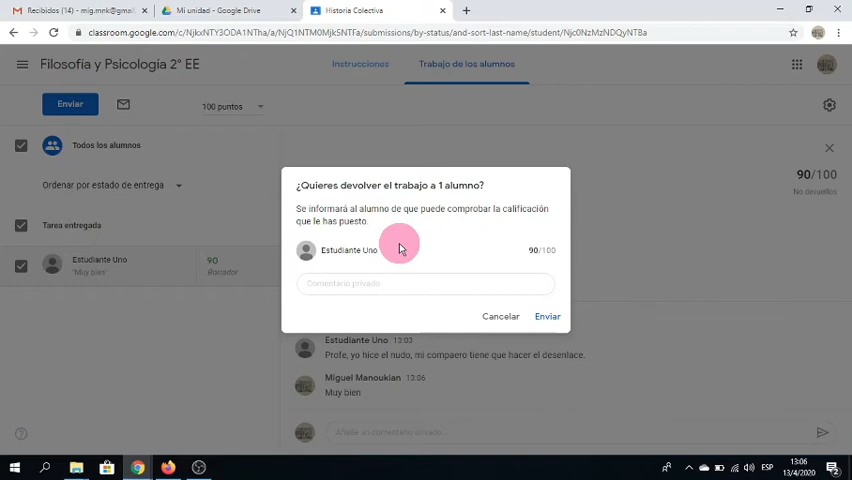 Recibidos (14) - mig.mnk@gmail
Mi unidad - Google Drive
Historia Colectiva
classroom.google.com/c/NjkxNTY3ODA1NTha/a/NjQ1NTM0Mjk5NTFa/submissions/by-status/and-sort-last-name/student/Njc0NzMzNDQyNTBa
Filosofía y Psicología 2° EE
Instrucciones
Trabajo de los alumnos
Enviar
100 puntos
Todos los alumnos
Ordenar por estado de entrega
90/100
No devueltos
Tarea entregada
Estudiante Uno
"Muy bien"
90
Borrador
¿Quieres devolver el trabajo a 1 alumno?
Se informará al alumno de que puede comprobar la calificación
que le has puesto.
Estudiante Uno
90/100
Comentario privado
Cancelar
Enviar
Estudiante Uno 13:03
Profe, yo hice el nudo, mi compaero tiene que hacer el desenlace.
Miguel Manoukian 13:06
Muy bien
Añade un comentario privado...
ESP
13:06
13/4/2020
2